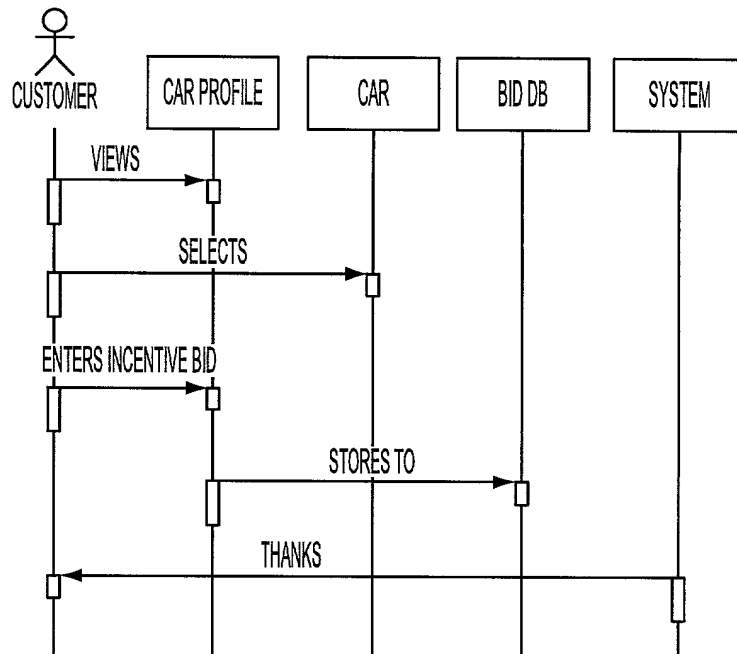 CUSTOMER
CAR PROFILE
CAR
BID DB
SYSTEM
VIEWS
SELECTS
ENTERS INCENTIVE BID
STORES TO
THANKS